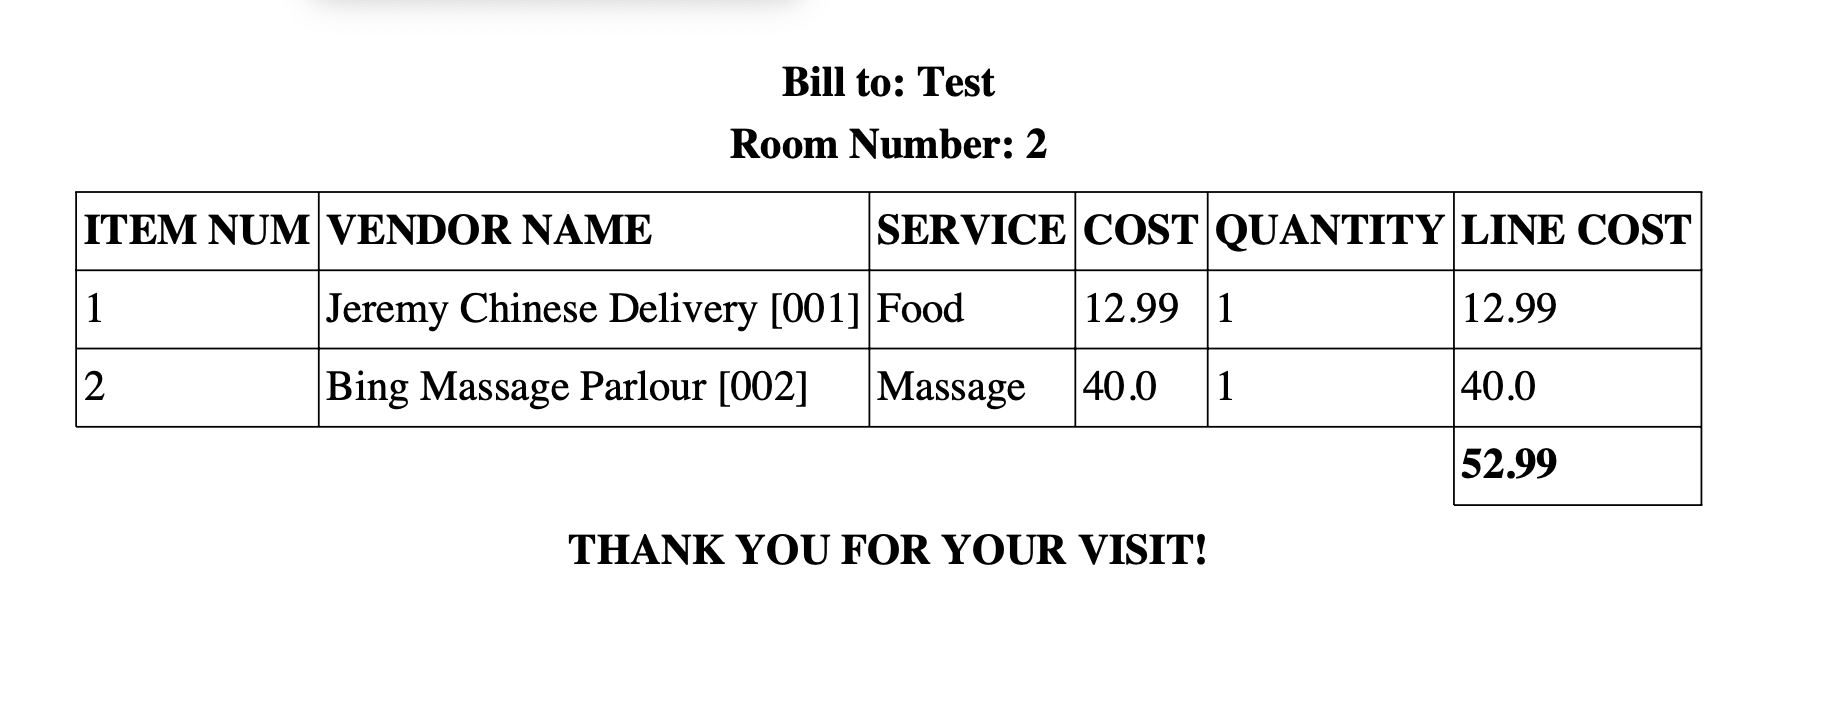 Bill to: Test
Room Number: 2
ITEM NUM VENDOR NAME SERVICE COST QUANTITY LINE COST
1 Jeremy Chinese Delivery [001] Food 12.99 1 12.99
2 Bing Massage Parlour [002] Massage 40.0 1 40.0
52.99
THANK YOU FOR YOUR VISIT!